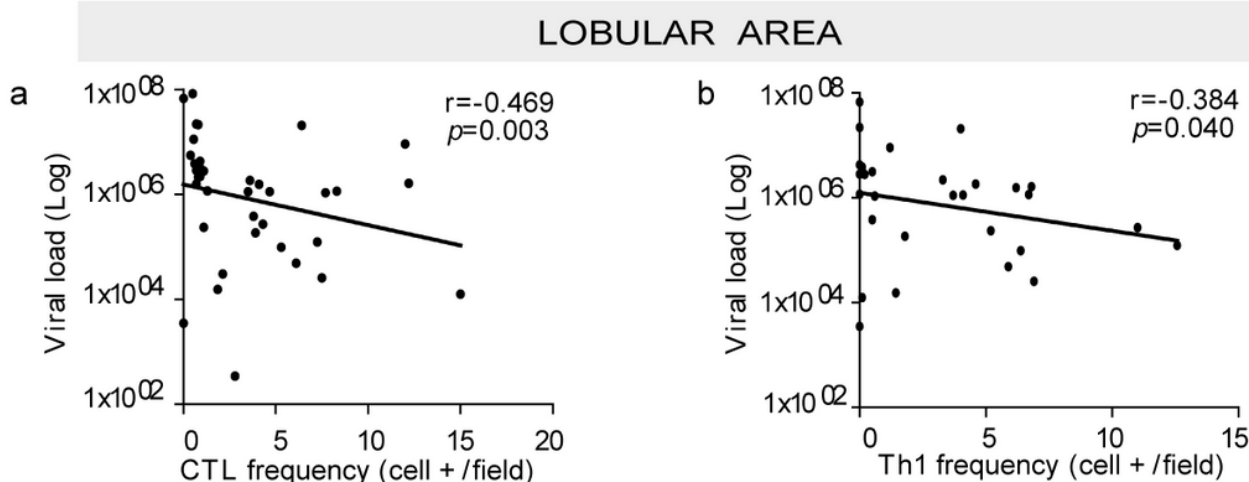 LOBULAR AREA
a
r=-0.469
p=0.003
Viral load (Log)
1x10 08
1x10 06
1x10 04
1x10 02
0 5 10 15 20
CTL frequency (cell + /field)
b
r=-0.384
p=0.040
Viral load (Log)
1x10 08
1x10 06
1x10 04
1x10 02
0 5 10 15
Th1 frequency (cell + /field)